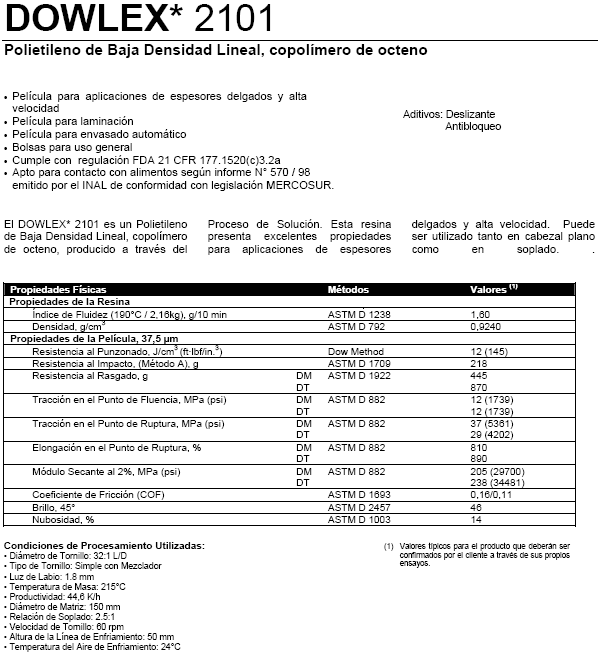 DOWLEX* 2101
Polietileno de Baja Densidad Lineal, copolímero de octeno
• Película para aplicaciones de espesores delgados y alta
velocidad
• Película para laminación
• Película para envasado automático
• Bolsas para uso general
• Cumple con regulación FDA 21 CFR 177.1520(c)3.2a
• Apto para contacto con alimentos según informe N° 570 / 98
emitido por el INAL de conformidad con legislación MERCOSUR.
Aditivos: Deslizante
Antibloqueo
El DOWLEX* 2101 es un Polietileno
de Baja Densidad Lineal, copolímero
de octeno, producido a través del
Proceso de Solución. Esta resina
presenta excelentes propiedades
para aplicaciones de espesores
delgados y alta velocidad. Puede
ser utilizado tanto en cabezal plano
como en soplado. .
Propiedades Físicas Métodos Valores (1)
Propiedades de la Resina
Índice de Fluidez (190°C / 2,16kg), g/10 min ASTM D 1238 1,60
Densidad, g/cm3 ASTM D 792 0,9240
Propiedades de la Película, 37,5 µm
Resistencia al Punzonado, J/cm3 (ft·lbf/in.3) Dow Method 12 (145)
Resistencia al Impacto, (Método A), g ASTM D 1709 218
Resistencia al Rasgado, g DM ASTM D 1922 445
DT 870
Tracción en el Punto de Fluencia, MPa (psi) DM ASTM D 882 12 (1739)
DT 12 (1739)
Tracción en el Punto de Ruptura, MPa (psi) DM ASTM D 882 37 (5361)
DT 29 (4202)
Elongación en el Punto de Ruptura, % DM ASTM D 882 810
DT 890
Módulo Secante al 2%, MPa (psi) DM ASTM D 882 205 (29700)
DT 238 (34481)
Coeficiente de Fricción (COF) ASTM D 1693 0,16/0,11
Brillo, 45° ASTM D 2457 46
Nubosidad, % ASTM D 1003 14
Condiciones de Procesamiento Utilizadas:
• Diámetro de Tornillo: 32:1 L/D
• Tipo de Tornillo: Simple con Mezclador
• Luz de Labio: 1.8 mm
• Temperatura de Masa: 215°C
• Productividad: 44,6 K/h
• Diámetro de Matriz: 150 mm
• Relación de Soplado: 2.5:1
• Velocidad de Tornillo: 60 rpm
• Altura de la Línea de Enfriamiento: 50 mm
• Temperatura del Aire de Enfriamiento: 24°C
(1) Valores típicos para el producto que deberán ser
confirmados por el cliente a través de sus propios
ensayos.